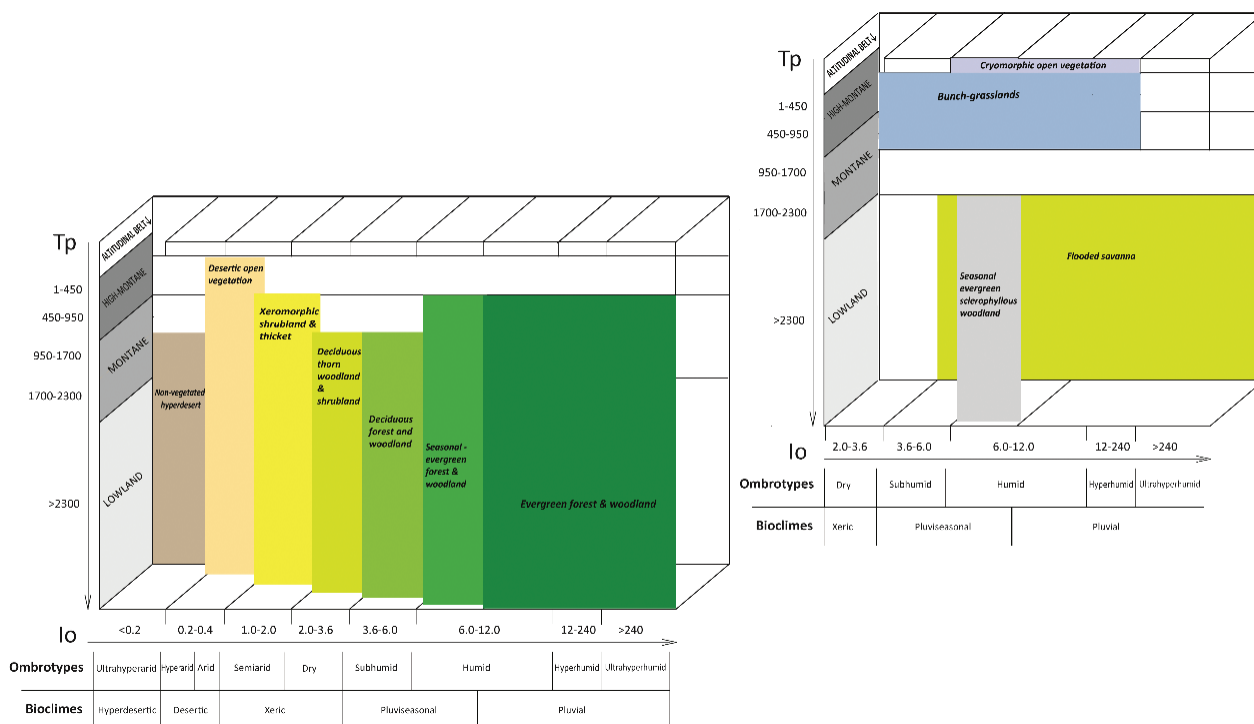 Tp
ALTITUDINAL BELT↓
HIGH-MONTANE
MONTANE
LOWLAND
1-450
450-950
950-1700
1700-2300
>2300
Desertic open
vegetation
Xeromorphic
shrubland &
thicket
Non-vegetated
hyperdesert
Deciduous
thorn
woodland
&
shrubland
Deciduous
forest and
woodland
Seasonal -
evergreen
forest &
woodland
Evergreen forest & woodland
Io
<0.2 0.2-0.4 1.0-2.0 2.0-3.6 3.6-6.0 6.0-12.0 12-240 >240
Ombrotypes Ultrahyperarid Hyperarid Arid Semiarid Dry Subhumid Humid Hyperhumid Ultrahyperhumid
Bioclimes Hyperdesertic Desertic Xeric Pluviseasonal Pluvial
Tp
ALTITUDINAL BELT↓
HIGH-MONTANE
MONTANE
LOWLAND
1-450
450-950
950-1700
1700-2300
>2300
Cryomorphic open vegetation
Bunch-grasslands
Flooded savanna
Seasonal
evergreen
sclerophyllous
woodland
Io
2.0-3.6 3.6-6.0 6.0-12.0 12-240 >240
Ombrotypes Dry Subhumid Humid Hyperhumid Ultrahyperhumid
Bioclimes Xeric Pluviseasonal Pluvial